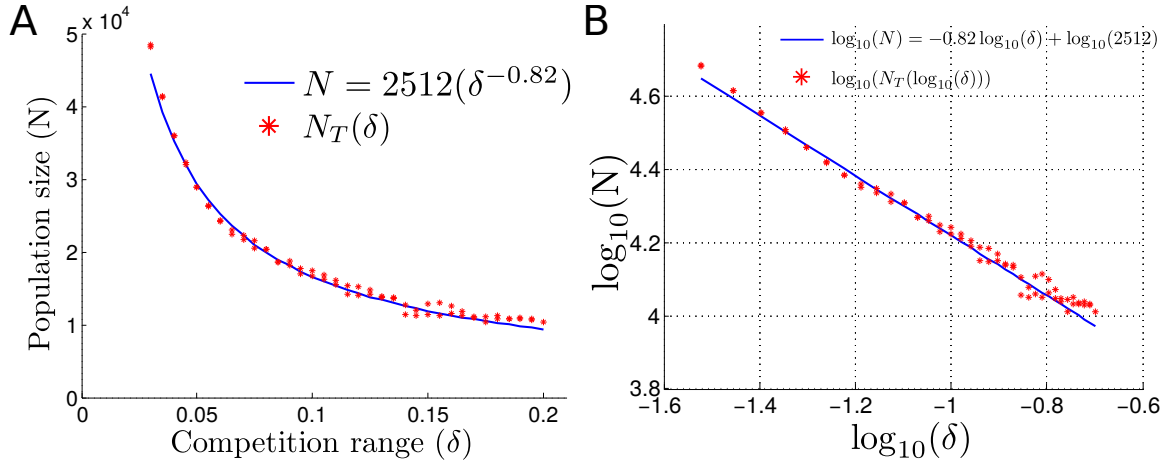 A
x 10⁴
5
4
3
2
1
0
0
0.05
0.1
0.15
0.2
Population size (N)
Competition range (δ)
N = 2512(δ^−0.82)
N_T(δ)
B
log₁₀(N) = −0.82 log₁₀(δ) + log₁₀(2512)
log₁₀(N_T(log₁₀(δ)))
4.6
4.4
4.2
4
3.8
−1.6
−1.4
−1.2
−1
−0.8
−0.6
log₁₀(N)
log₁₀(δ)